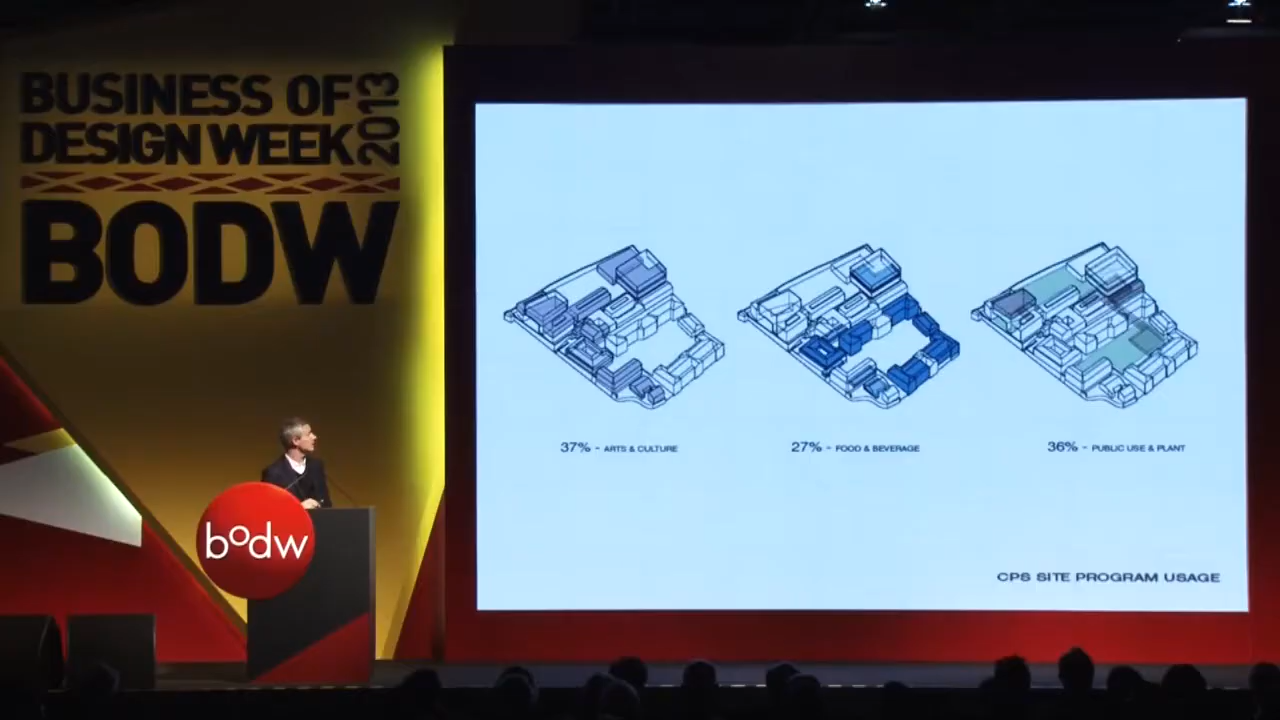 BUSINESS OF
DESIGN WEEK
2013
BODW
bodw
37% - ARTS & CULTURE
27% - FOOD & BEVERAGE
36% - PUBLIC USE & PLANT
CPS SITE PROGRAM USAGE